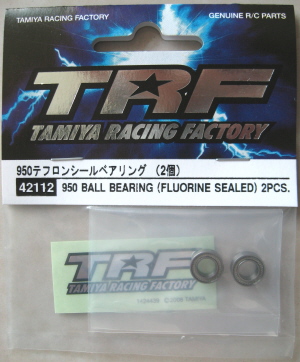 TAMIYA RACING FACTORY
GENUINE R/C PARTS
TRF
TAMIYA RACING FACTORY
950テフロンシールベアリング (2個)
42112 950 BALL BEARING (FLUORINE SEALED) 2PCS.
TRF
TAMIYA RACING FACTORY